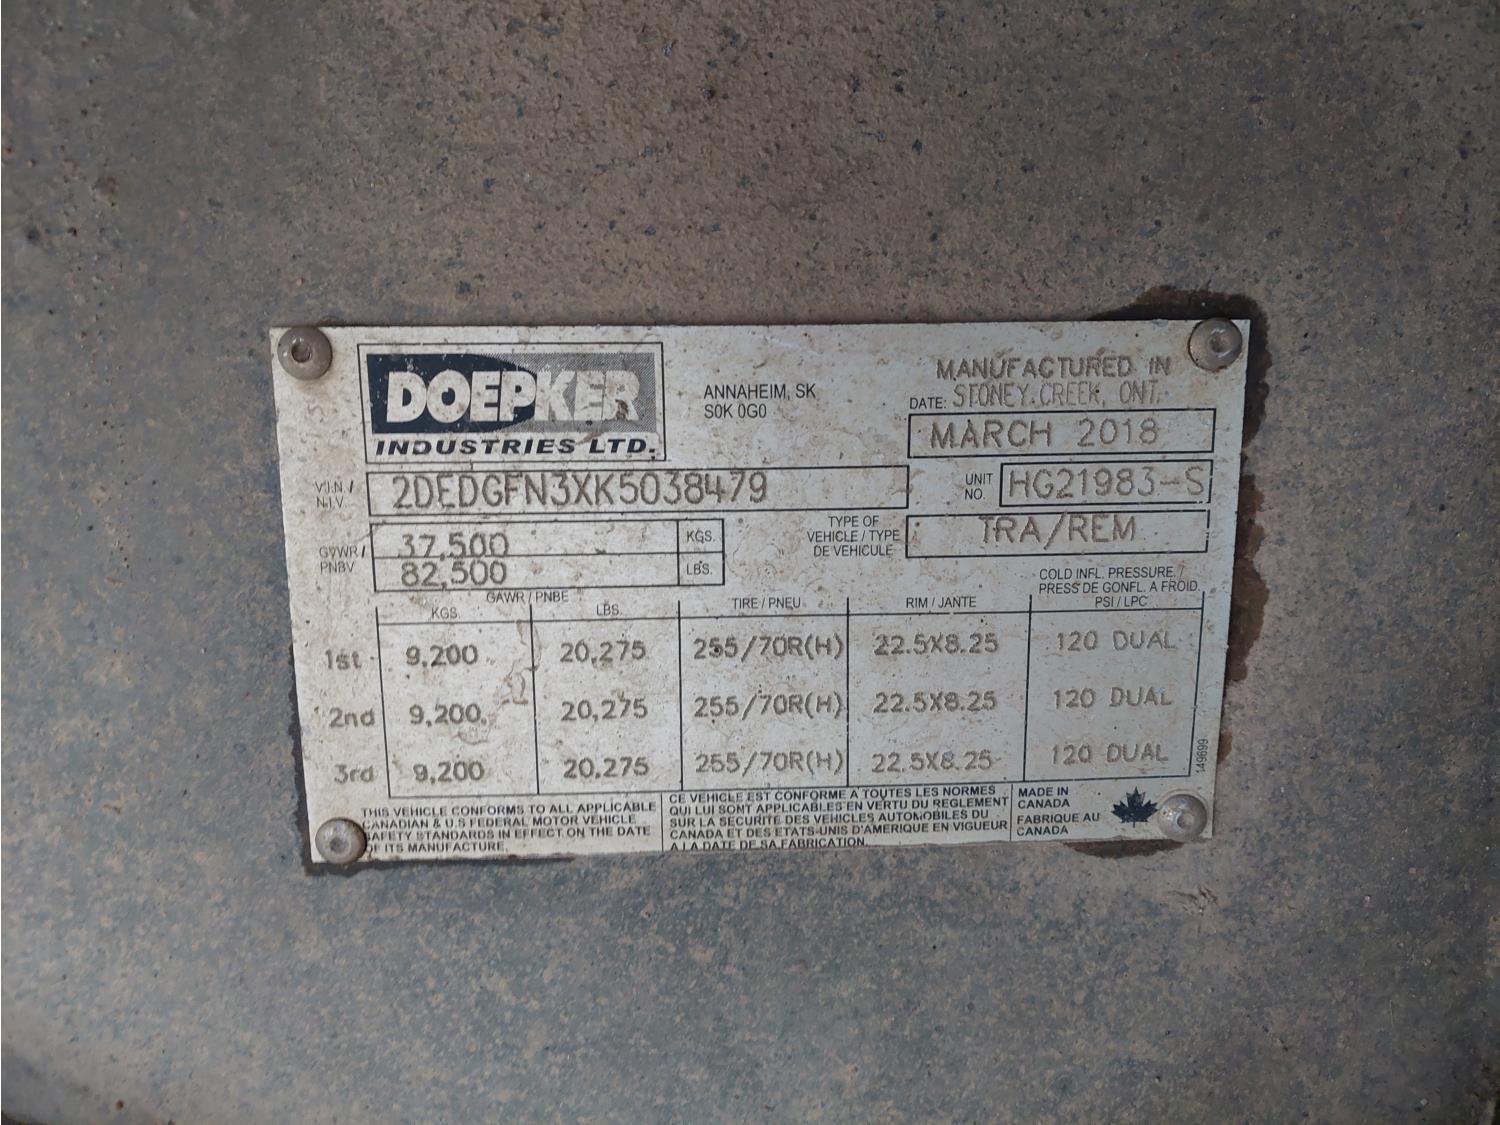 DOEPKER
INDUSTRIES LTD.
ANNAHEIM, SK
S0K 0G0
MANUFACTURED IN
DATE: STONEY CREEK, ONT.
MARCH 2018
V.I.N. /
N.I.V.
2DEDGFN3XK5038479
UNIT
NO.
HG21983-S
GVWR /
PNBV
37,500 KGS.
82,500 LBS.
TYPE OF
VEHICLE / TYPE
DE VEHICULE
TRA/REM
GAWR / PNBE
KGS. LBS. TIRE / PNEU RIM / JANTE
COLD INFL. PRESSURE /
PRESS DE GONFL. A FROID
PSI / LPC
1st 9,200 20,275 255/70R(H) 22.5X8.25 120 DUAL
2nd 9,200 20,275 255/70R(H) 22.5X8.25 120 DUAL
3rd 9,200 20,275 255/70R(H) 22.5X8.25 120 DUAL
149699
THIS VEHICLE CONFORMS TO ALL APPLICABLE
CANADIAN & U.S FEDERAL MOTOR VEHICLE
SAFETY STANDARDS IN EFFECT ON THE DATE
OF ITS MANUFACTURE.
CE VEHICLE EST CONFORME A TOUTES LES NORMES
QUI LUI SONT APPLICABLES EN VERTU DU REGLEMENT
SUR LA SECURITE DES VEHICLES AUTOMOBILES DU
CANADA ET DES ETATS-UNIS D'AMERIQUE EN VIGUEUR
A LA DATE DE SA FABRICATION.
MADE IN
CANADA
FABRIQUE AU
CANADA